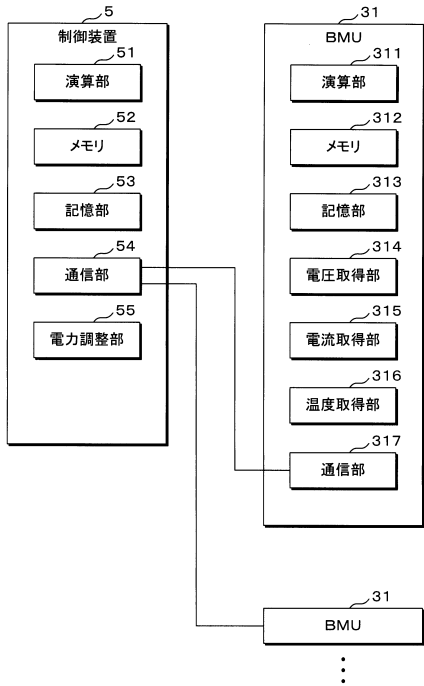 5
制御装置
51
演算部
52
メモリ
53
記憶部
54
通信部
55
電力調整部
31
BMU
311
演算部
312
メモリ
313
記憶部
314
電圧取得部
315
電流取得部
316
温度取得部
317
通信部
31
BMU